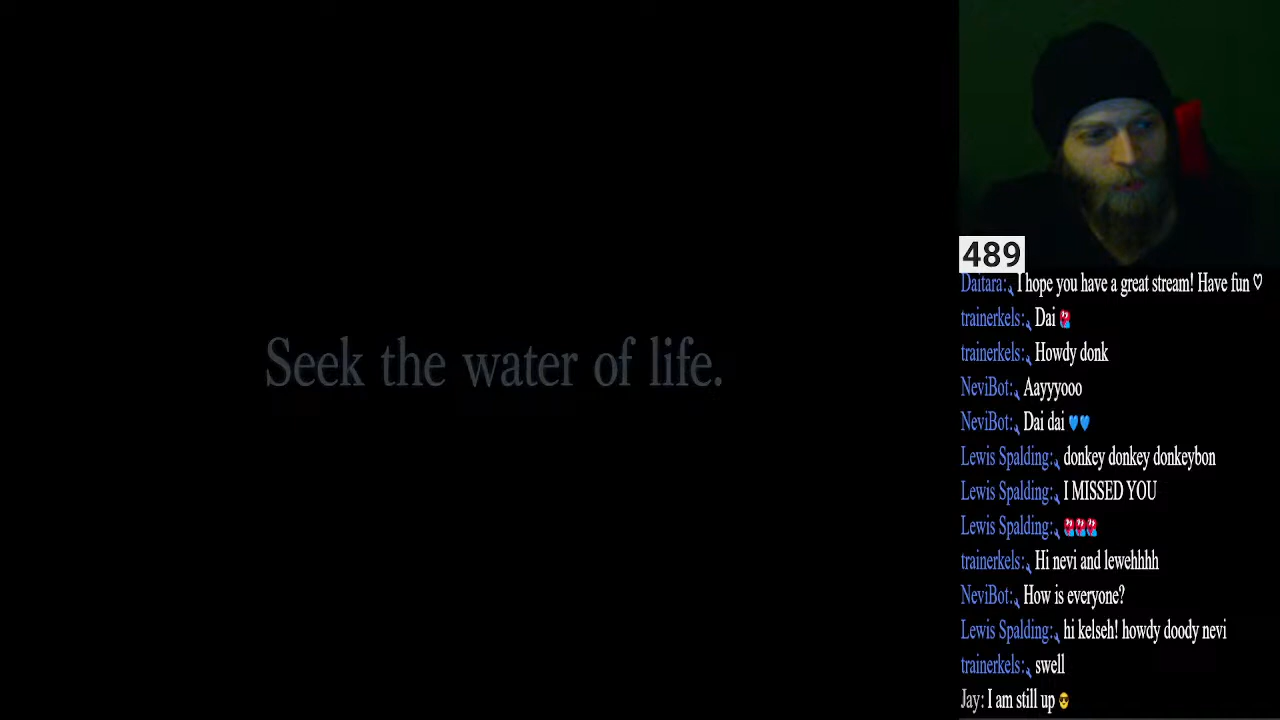 Seek the water of life.
489
Daitara: I hope you have a great stream! Have fun ♡
trainerkels: Dai
trainerkels: Howdy donk
NeviBot: Aayyyooo
NeviBot: Dai dai 💙💙
Lewis Spalding: donkey donkey donkeybon
Lewis Spalding: I MISSED YOU
Lewis Spalding:
trainerkels: Hi nevi and lewehhhh
NeviBot: How is everyone?
Lewis Spalding: hi kelseh! howdy doody nevi
trainerkels: swell
Jay: I am still up 😎